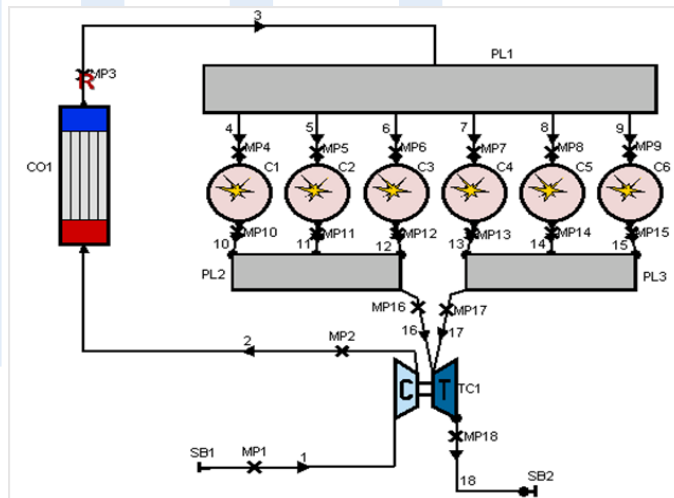 3
PL1
R
MP3
4 5 6 7 8 9
MP4 MP5 MP6 MP7 MP8 MP9
CO1
C1 C2 C3 C4 C5 C6
MP10 MP11 MP12 MP13 MP14 MP15
10 11 12 13 14 15
PL2 PL3
MP16 MP17
16 17
2 MP2
C T TC1
MP18
SB1 MP1 1
18 SB2